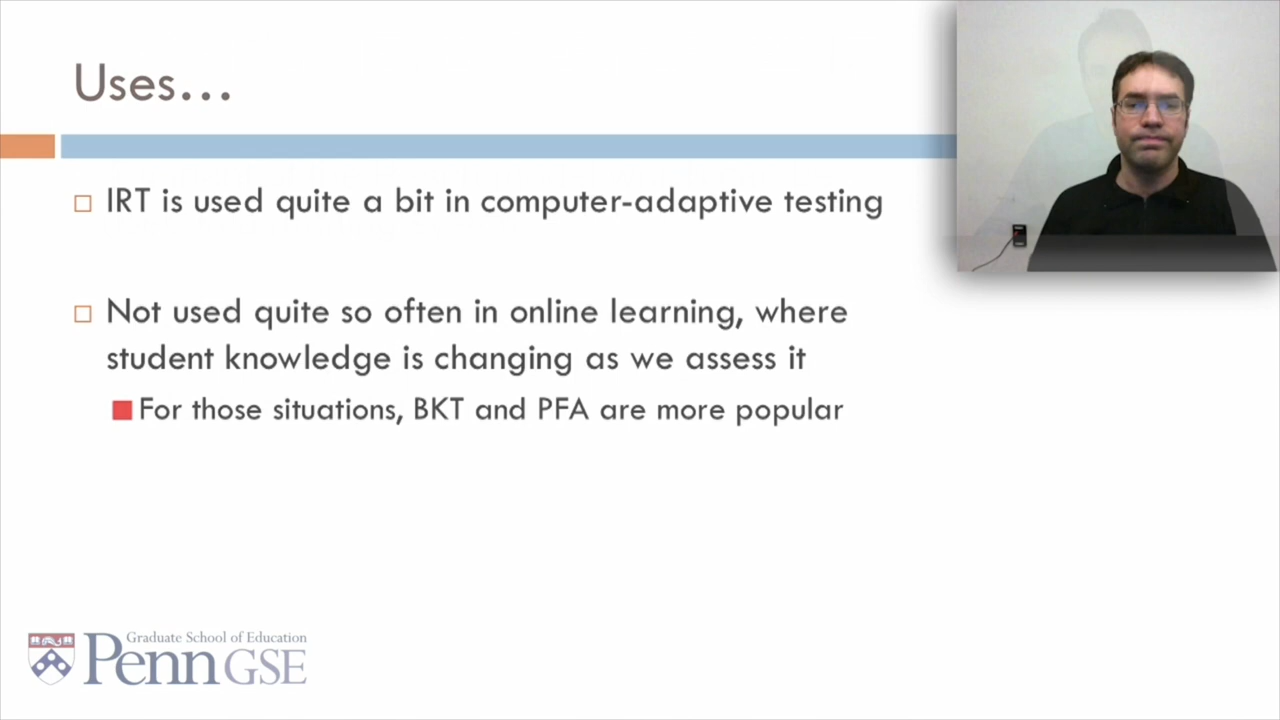 Uses…
IRT is used quite a bit in computer-adaptive testing
Not used quite so often in online learning, where
student knowledge is changing as we assess it
For those situations, BKT and PFA are more popular
Graduate School of Education
Penn GSE